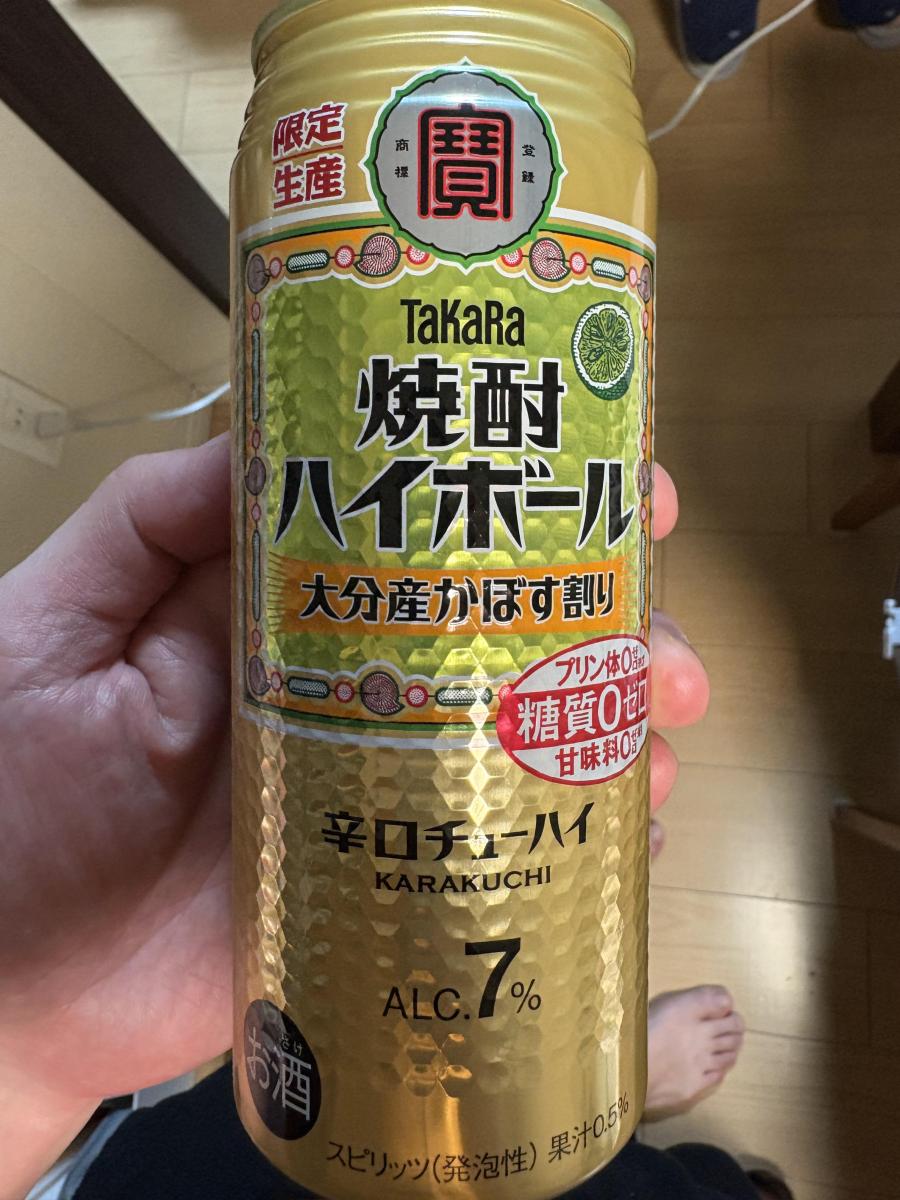 限定
生産
寶
商標
登録
TaKaRa
焼酎
ハイボール
大分産かぼす割り
プリン体0
糖質0ゼロ
甘味料0
辛口チューハイ
KARAKUCHI
ALC.7%
お酒
スピリッツ(発泡性) 果汁0.5%